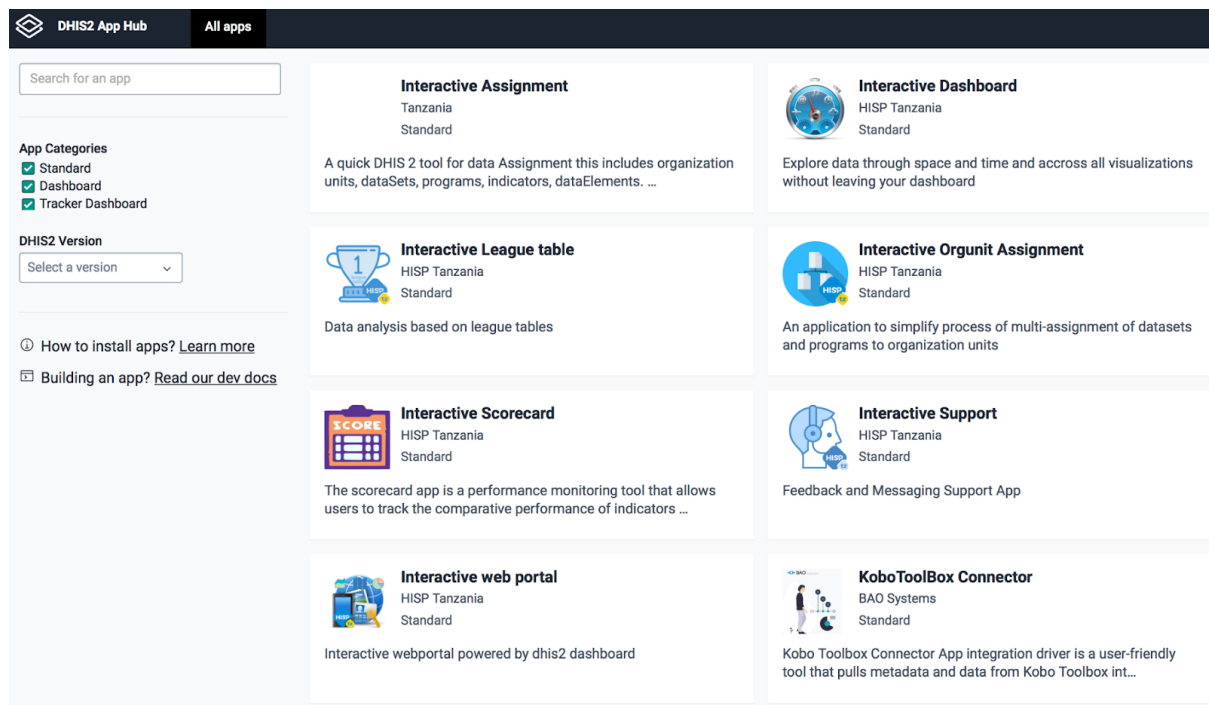 DHIS2 App Hub
All apps
Search for an app
App Categories
Standard
Dashboard
Tracker Dashboard
DHIS2 Version
Select a version
How to install apps? Learn more
Building an app? Read our dev docs
Interactive Assignment
Tanzania
Standard
A quick DHIS 2 tool for data Assignment this includes organization
units, dataSets, programs, indicators, dataElements. ...
Interactive Dashboard
HISP Tanzania
Standard
Explore data through space and time and accross all visualizations
without leaving your dashboard
1
HISP
Interactive League table
HISP Tanzania
Standard
Data analysis based on league tables
HISP
Interactive Orgunit Assignment
HISP Tanzania
Standard
An application to simplify process of multi-assignment of datasets
and programs to organization units
SCORE
Interactive Scorecard
HISP Tanzania
Standard
The scorecard app is a performance monitoring tool that allows
users to track the comparative performance of indicators ...
HISP
Interactive Support
HISP Tanzania
Standard
Feedback and Messaging Support App
HISP
Interactive web portal
HISP Tanzania
Standard
Interactive webportal powered by dhis2 dashboard
BAO
KoboToolBox Connector
BAO Systems
Standard
Kobo Toolbox Connector App integration driver is a user-friendly
tool that pulls metadata and data from Kobo Toolbox int...